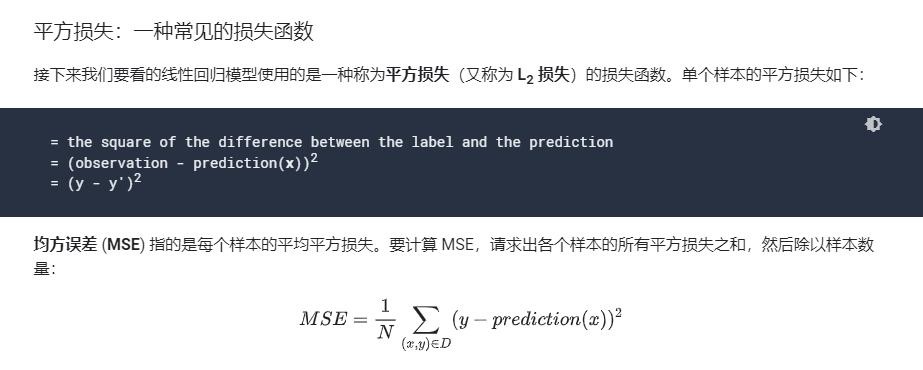 平方损失：一种常见的损失函数
接下来我们要看的线性回归模型使用的是一种称为平方损失（又称为 L₂ 损失）的损失函数。单个样本的平方损失如下：
= the square of the difference between the label and the prediction
= (observation - prediction(x))²
= (y - y')²
均方误差 (MSE) 指的是每个样本的平均平方损失。要计算 MSE，请求出各个样本的所有平方损失之和，然后除以样本数
量：
MSE = 1/N ∑_{(x,y)∈D} (y − prediction(x))²